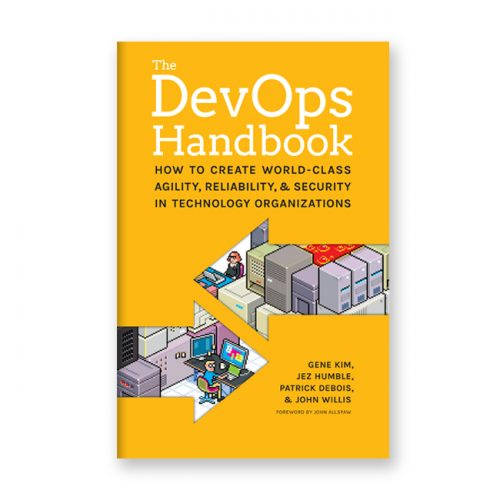 The
DevOps
Handbook
HOW TO CREATE WORLD-CLASS
AGILITY, RELIABILITY, & SECURITY
IN TECHNOLOGY ORGANIZATIONS
GENE KIM,
JEZ HUMBLE,
PATRICK DEBOIS,
& JOHN WILLIS
FOREWORD BY JOHN ALLSPAW